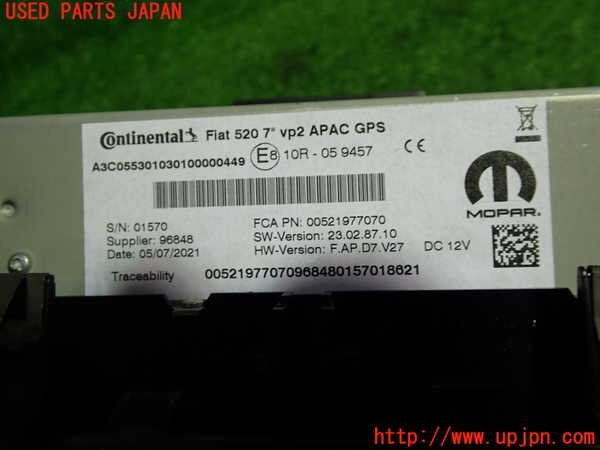 USED PARTS JAPAN
Continental Fiat 520 7" vp2 APAC GPS
A3C055301030100000449 E8 10R - 05 9457
MOPAR.
S/N: 01570
Supplier: 96848
Date: 05/07/2021
FCA PN: 00521977070
SW-Version: 23.02.87.10
HW-Version: F.AP.D7.V27
DC 12V
Traceability 00521977070968480157018621
http://www.upjpn.com/